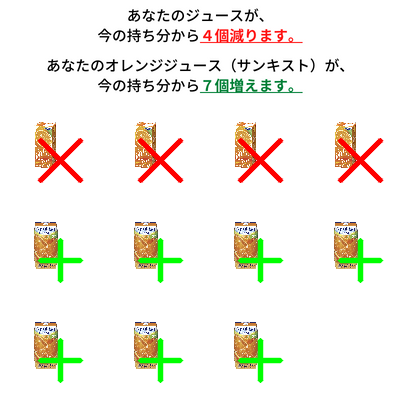 あなたのジュースが、
今の持ち分から４個減ります。
あなたのオレンジジュース（サンキスト）が、
今の持ち分から７個増えます。